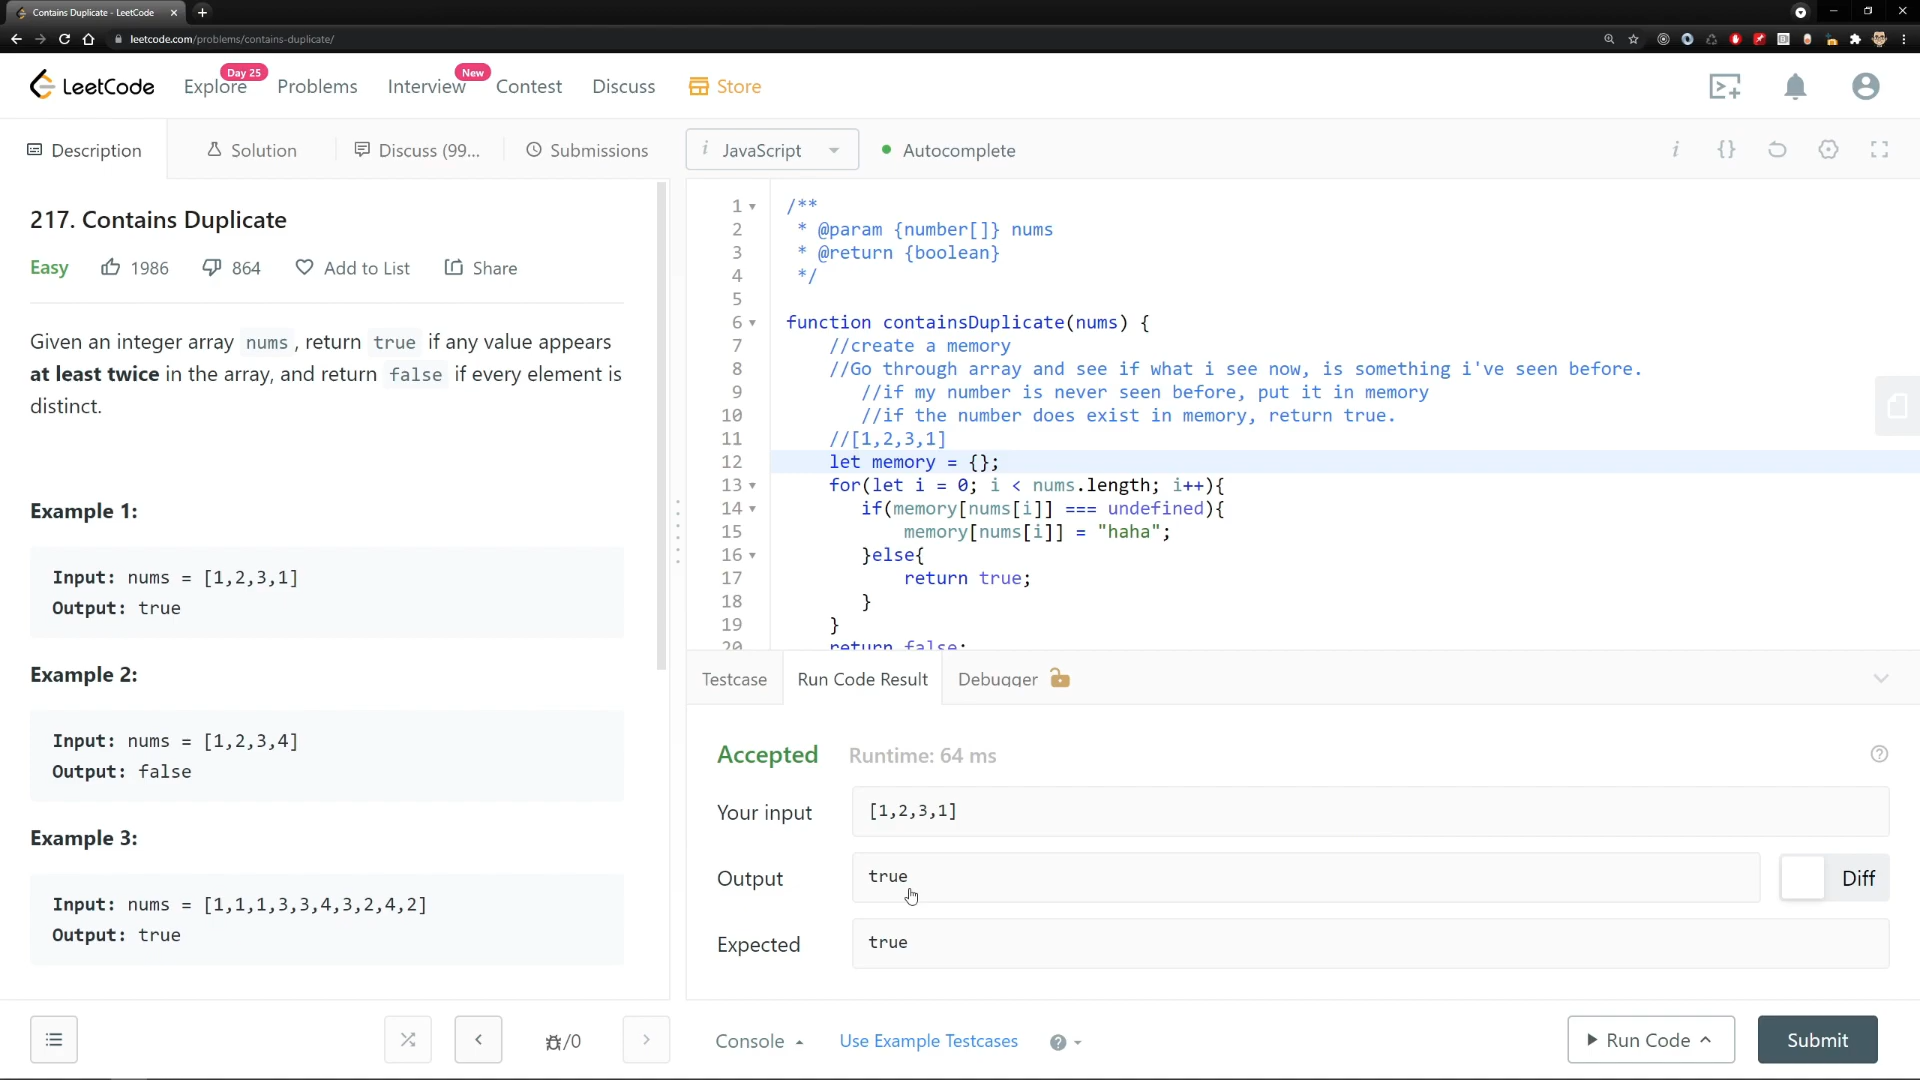 Contains Duplicate - LeetCode
leetcode.com/problems/contains-duplicate/
LeetCode
Explore
Day 25
Problems
Interview
New
Contest
Discuss
Store
Description
Solution
Discuss (99...
Submissions
i JavaScript
Autocomplete
217. Contains Duplicate
Easy 1986 864 Add to List Share
Given an integer array nums, return true if any value appears
at least twice in the array, and return false if every element is
distinct.
Example 1:
Input: nums = [1,2,3,1]
Output: true
Example 2:
Input: nums = [1,2,3,4]
Output: false
Example 3:
Input: nums = [1,1,1,3,3,4,3,2,4,2]
Output: true
/0
1 /**
2 * @param {number[]} nums
3 * @return {boolean}
4 */
5
6 function containsDuplicate(nums) {
7 //create a memory
8 //Go through array and see if what i see now, is something i've seen before.
9 //if my number is never seen before, put it in memory
10 //if the number does exist in memory, return true.
11 //[1,2,3,1]
12 let memory = {};
13 for(let i = 0; i < nums.length; i++){
14 if(memory[nums[i]] === undefined){
15 memory[nums[i]] = "haha";
16 }else{
17 return true;
18 }
19 }
20 return false;
Testcase
Run Code Result
Debugger
Accepted Runtime: 64 ms
Your input [1,2,3,1]
Output true
Diff
Expected true
Console
Use Example Testcases
Run Code
Submit